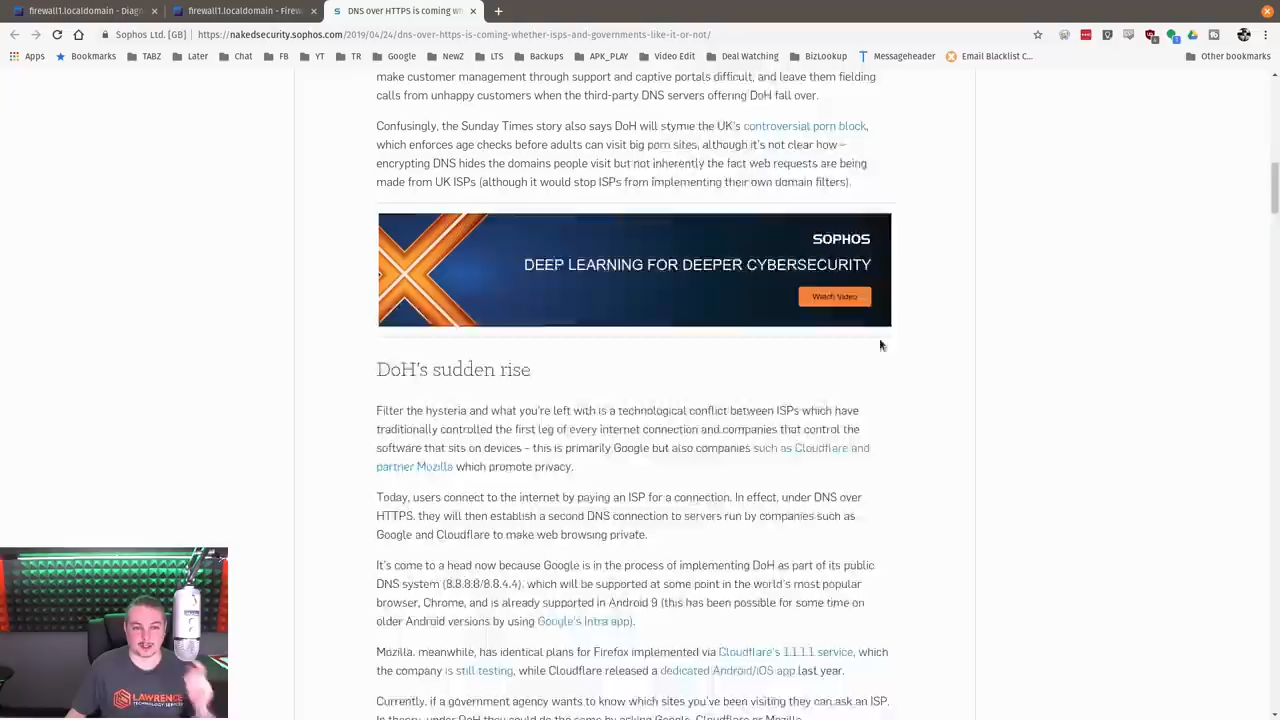 firewall1.localdomain - Diagn
firewall1.localdomain - Firew
DNS over HTTPS is coming wh
Sophos Ltd. [GB]
https://nakedsecurity.sophos.com/2019/04/24/dns-over-https-is-coming-whether-isps-and-governments-like-it-or-not/
Apps
Bookmarks
TABZ
Later
Chat
FB
YT
TR
Google
NewZ
LTS
Backups
APK_PLAY
Video Edit
Deal Watching
BizLookup
Messageheader
Email Blacklist C...
Other bookmarks
make customer management through support and captive portals difficult, and leave them fielding
calls from unhappy customers when the third-party DNS servers offering DoH fall over.
Confusingly, the Sunday Times story also says DoH will stymie the UK's controversial porn block,
which enforces age checks before adults can visit big porn sites, although it's not clear how –
encrypting DNS hides the domains people visit but not inherently the fact web requests are being
made from UK ISPs (although it would stop ISPs from implementing their own domain filters).
SOPHOS
DEEP LEARNING FOR DEEPER CYBERSECURITY
Watch Video
DoH's sudden rise
Filter the hysteria and what you're left with is a technological conflict between ISPs which have
traditionally controlled the first leg of every internet connection and companies that control the
software that sits on devices – this is primarily Google but also companies such as Cloudflare and
partner Mozilla which promote privacy.
Today, users connect to the internet by paying an ISP for a connection. In effect, under DNS over
HTTPS, they will then establish a second DNS connection to servers run by companies such as
Google and Cloudflare to make web browsing private.
It's come to a head now because Google is in the process of implementing DoH as part of its public
DNS system (8.8.8.8/8.8.4.4), which will be supported at some point in the world's most popular
browser, Chrome, and is already supported in Android 9 (this has been possible for some time on
older Android versions by using Google's Intra app).
Mozilla, meanwhile, has identical plans for Firefox implemented via Cloudflare's 1.1.1.1 service, which
the company is still testing, while Cloudflare released a dedicated Android/iOS app last year.
Currently, if a government agency wants to know which sites you've been visiting they can ask an ISP.
In theory, under DoH they could do the same by asking Google, Cloudflare or Mozilla.
LAWRENCE
TECHNOLOGY SERVICES